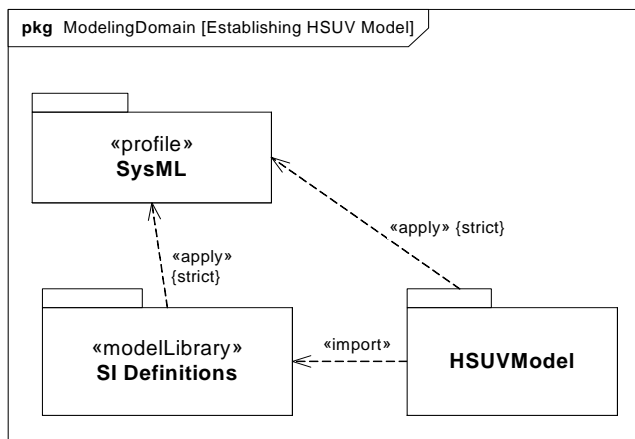 pkg ModelingDomain [Establishing HSUV Model]
«profile»
SysML
«apply» {strict}
«apply»
{strict}
«modelLibrary»
SI Definitions
«import»
HSUVModel